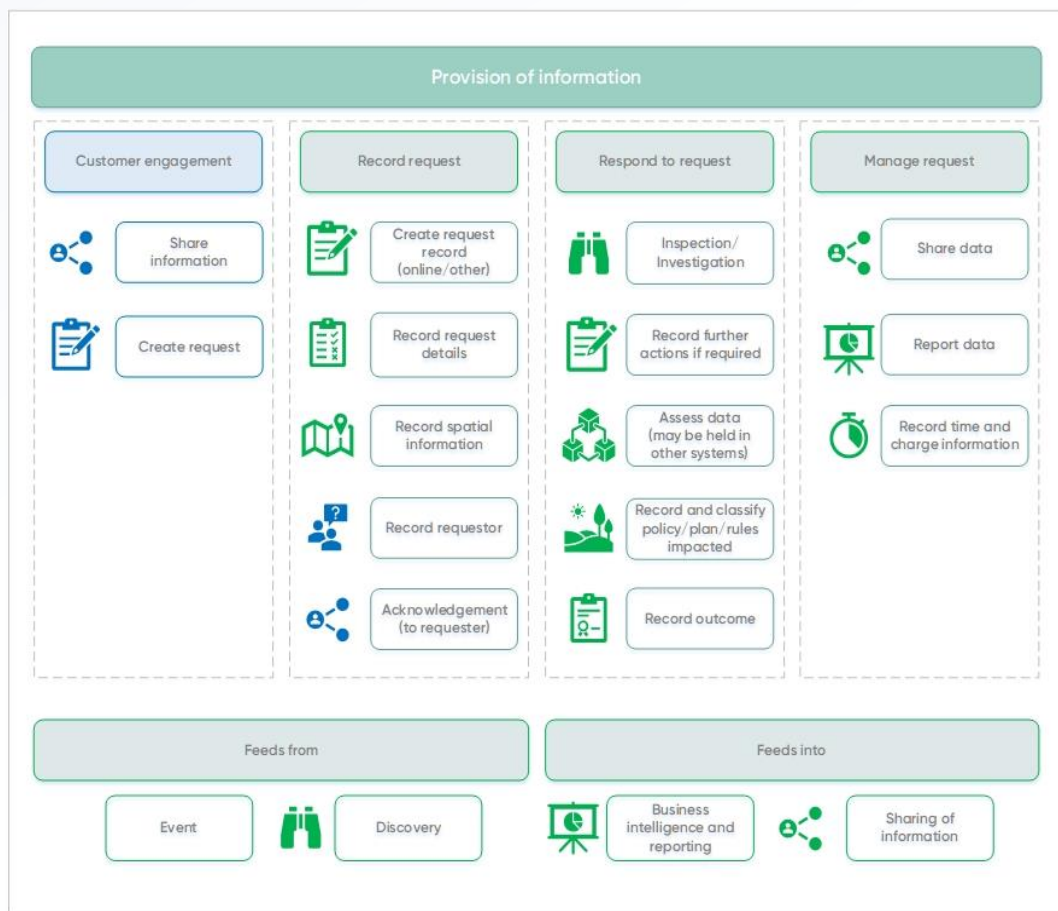 Provision of information
Customer engagement
Share
information
Create request
Record request
Create request
record
(online/other)
Record request
details
Record spatial
information
?
Record requestor
Acknowledgement
(to requester)
Respond to request
Inspection/
Investigation
Record further
actions if required
Assess data
(may be held in
other systems)
Record and classify
policy/plan/rules
impacted
Record outcome
Manage request
Share data
Report data
Record time and
charge information
Feeds from
Event
Discovery
Feeds into
Business
intelligence and
reporting
Sharing of
information